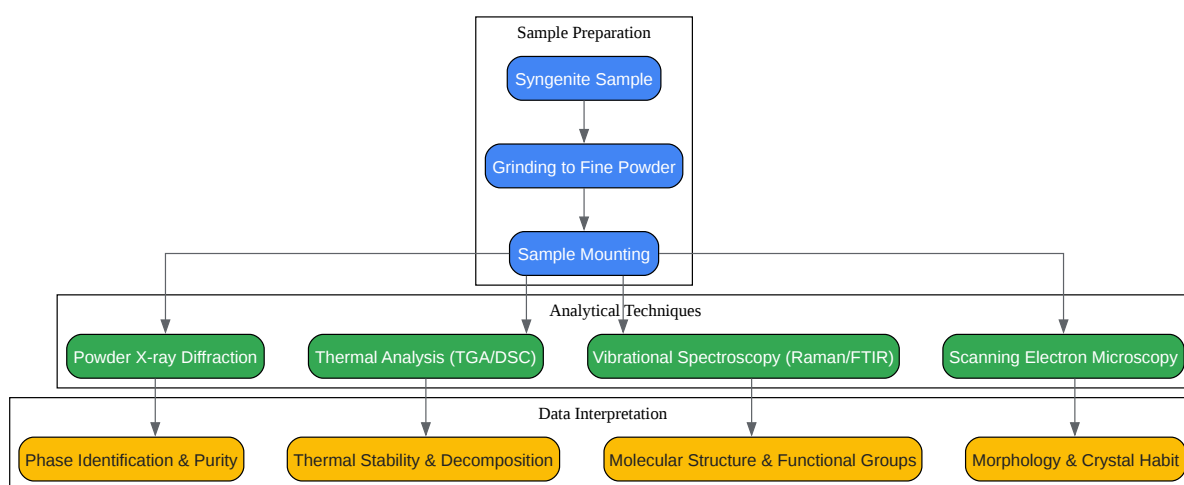 Sample Preparation
Syngenite Sample
Grinding to Fine Powder
Sample Mounting
Analytical Techniques
Powder X-ray Diffraction
Thermal Analysis (TGA/DSC)
Vibrational Spectroscopy (Raman/FTIR)
Scanning Electron Microscopy
Data Interpretation
Phase Identification & Purity
Thermal Stability & Decomposition
Molecular Structure & Functional Groups
Morphology & Crystal Habit